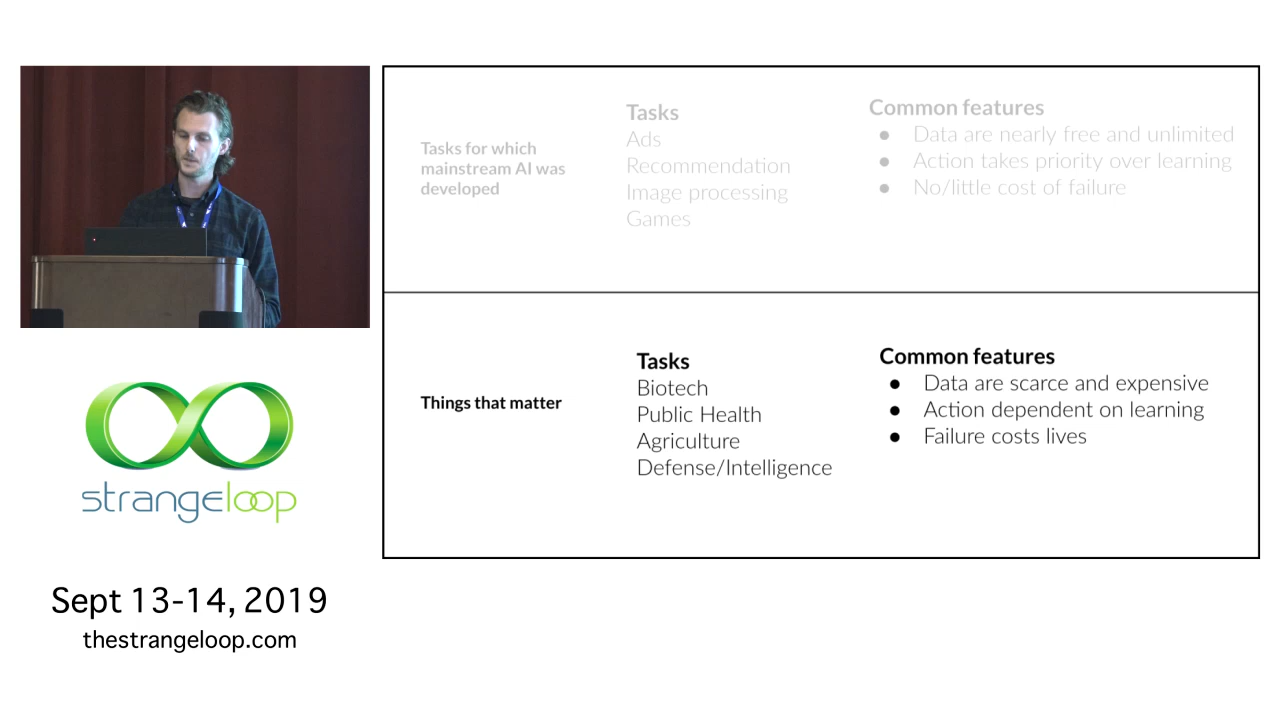 Tasks for which
mainstream AI was
developed
Tasks
Ads
Recommendation
Image processing
Games
Common features
● Data are nearly free and unlimited
● Action takes priority over learning
● No/little cost of failure
Things that matter
Tasks
Biotech
Public Health
Agriculture
Defense/Intelligence
Common features
● Data are scarce and expensive
● Action dependent on learning
● Failure costs lives
strangeloop
Sept 13-14, 2019
thestrangeloop.com